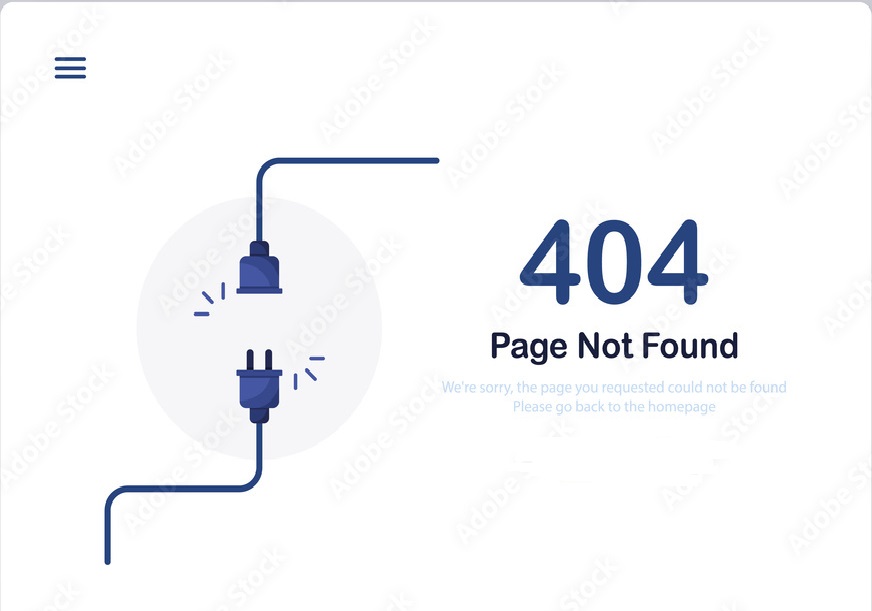 404
Page Not Found
We're sorry, the page you requested could not be found
Please go back to the homepage
Adobe Stock